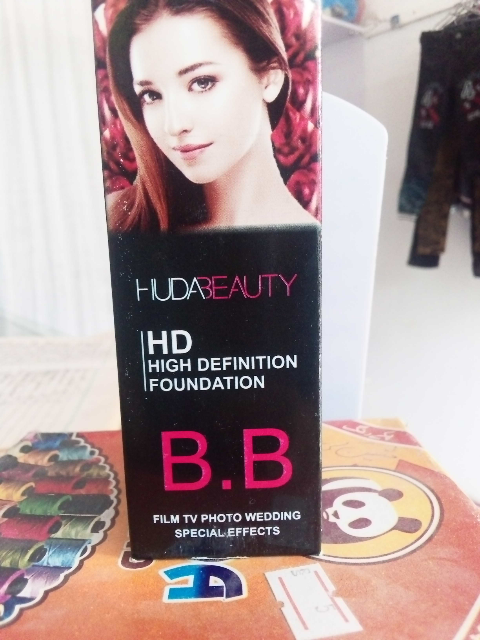 HUDABEAUTY
HD
HIGH DEFINITION
FOUNDATION
B.B
FILM TV PHOTO WEDDING
SPECIAL EFFECTS